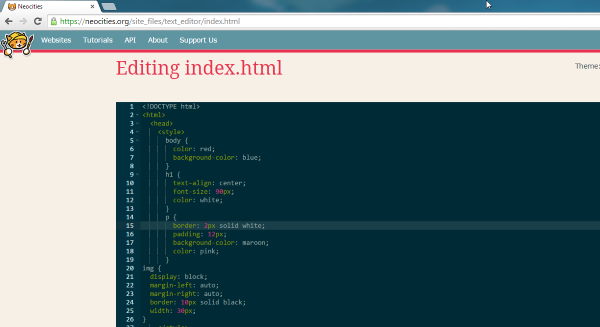 Neocities
https://neocities.org/site_files/text_editor/index.html
Websites Tutorials API About Support Us
Editing index.html
Theme:
1 <!DOCTYPE html>
2 <html>
3 <head>
4 <style>
5 body {
6 color: red;
7 background-color: blue;
8 }
9 h1 {
10 text-align: center;
11 font-size: 90px;
12 color: white;
13 }
14 p {
15 border: 2px solid white;
16 padding: 12px;
17 background-color: maroon;
18 color: pink;
19 }
20 img {
21 display: block;
22 margin-left: auto;
23 margin-right: auto;
24 border: 10px solid black;
25 width: 30px;
26 }